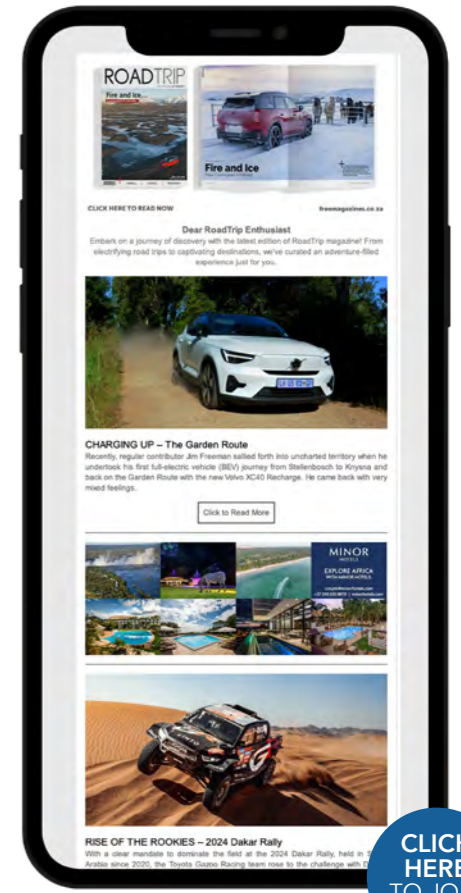 ROADTRIP
Fire and Ice...
Fire and Ice
CLICK HERE TO READ NOW
freemagazines.co.za
Dear RoadTrip Enthusiast
Embark on a journey of discovery with the latest edition of RoadTrip magazine! From
electrifying road trips to captivating destinations, we've curated an adventure-filled
experience just for you.
CHARGING UP – The Garden Route
Recently, regular contributor Jim Freeman sallied forth into uncharted territory when he
undertook his first full-electric vehicle (BEV) journey from Stellenbosch to Knysna and
back on the Garden Route with the new Volvo XC40 Recharge. He came back with very
mixed feelings.
Click to Read More
MINOR
HOTELS
EXPLORE AFRICA
WITH MINOR HOTELS.
RISE OF THE ROOKIES – 2024 Dakar Rally
With a clear mandate to dominate the field at the 2024 Dakar Rally, held in
Arabia since 2020, the Toyota Gazoo Racing team rose to the challenge with
CLICK
HERE